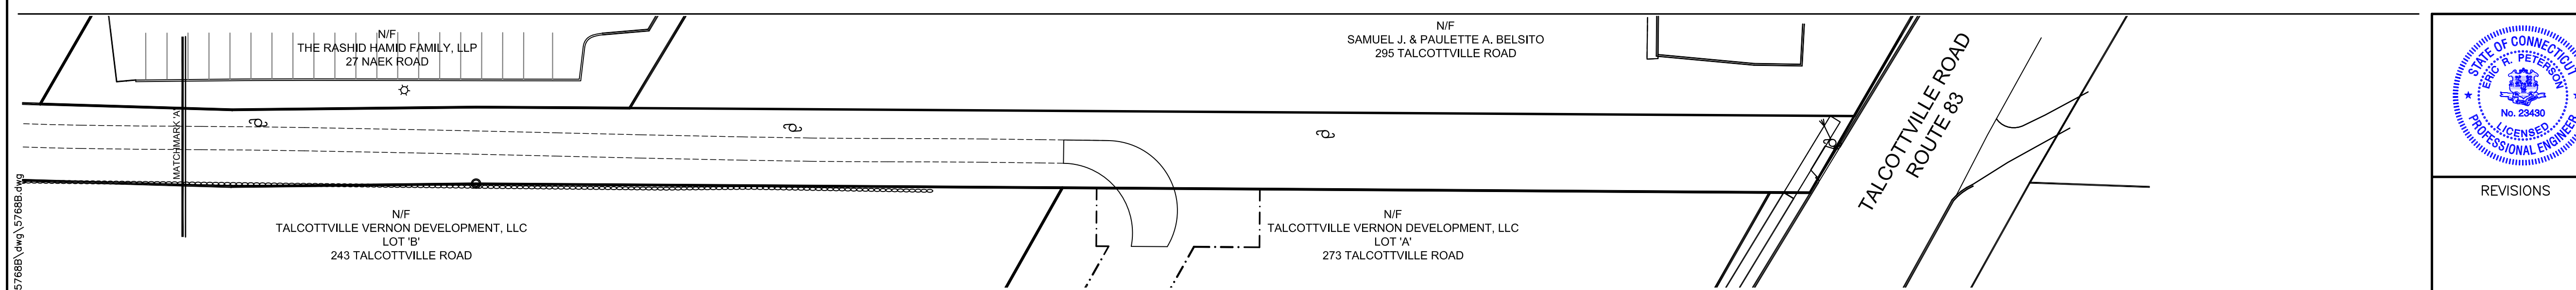 N/F
THE RASHID HAMID FAMILY, LLP
27 NAEK ROAD
N/F
SAMUEL J. & PAULETTE A. BELSITO
295 TALCOTTVILLE ROAD
MATCHMARK 'A'
TALCOTTVILLE ROAD
ROUTE 83
N/F
TALCOTTVILLE VERNON DEVELOPMENT, LLC
LOT 'B'
243 TALCOTTVILLE ROAD
N/F
TALCOTTVILLE VERNON DEVELOPMENT, LLC
LOT 'A'
273 TALCOTTVILLE ROAD
5768B\dwg\5768B.dwg
STATE OF CONNECTICUT
ERIC R. PETERSON
No. 23430
LICENSED
PROFESSIONAL ENGINEER
REVISIONS